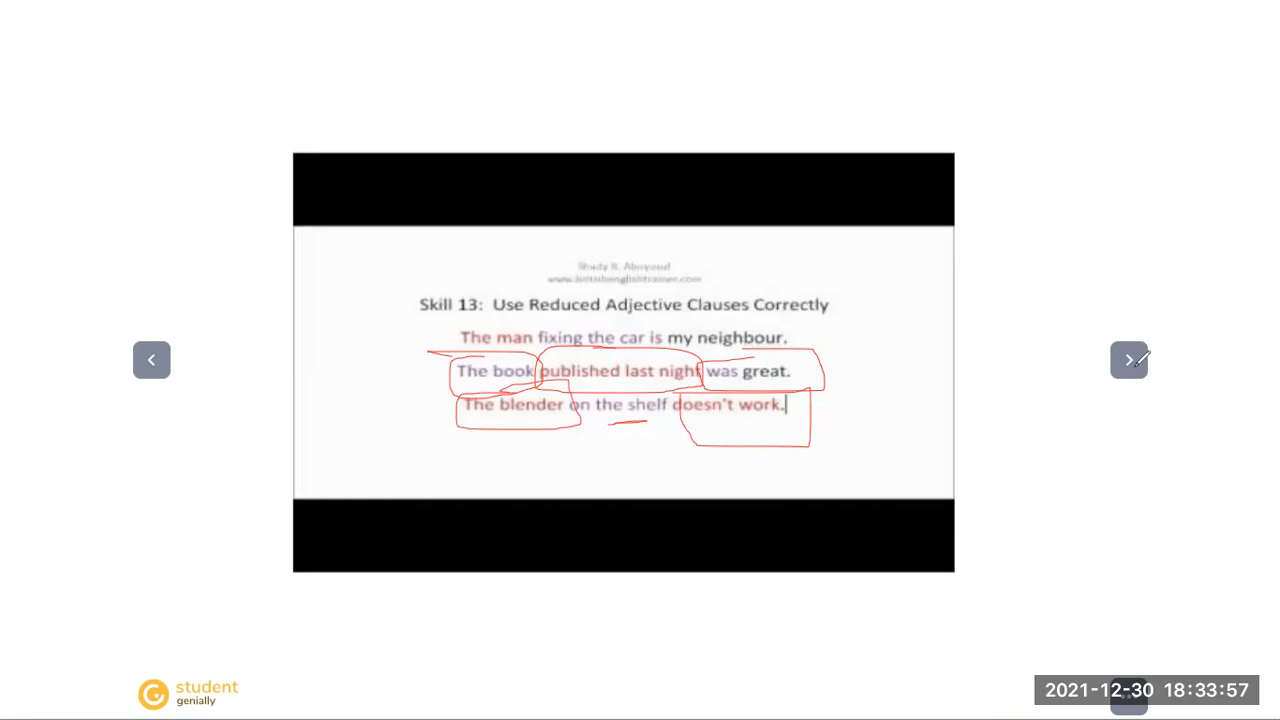 Skill 13: Use Reduced Adjective Clauses Correctly
The man fixing the car is my neighbour.
The book published last night was great.
The blender on the shelf doesn't work.
student
genially
2021-12-30 18:33:57